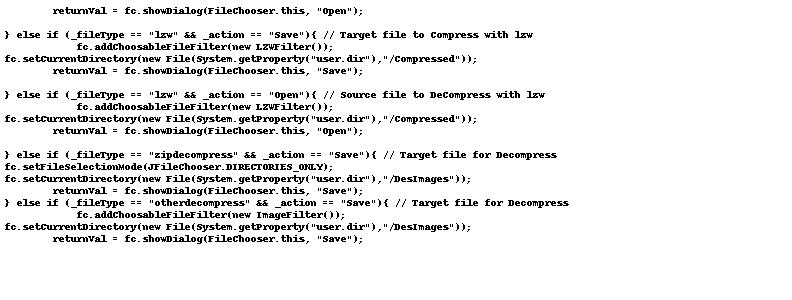 returnVal = fc.showDialog(FileChooser.this, "Open");
} else if (_fileType == "lzw" && _action == "Save"){ // Target file to Compress with lzw
fc.addChoosableFileFilter(new LZWFilter());
fc.setCurrentDirectory(new File(System.getProperty("user.dir"),"/Compressed"));
returnVal = fc.showDialog(FileChooser.this, "Save");
} else if (_fileType == "lzw" && _action == "Open"){ // Source file to DeCompress with lzw
fc.addChoosableFileFilter(new LZWFilter());
fc.setCurrentDirectory(new File(System.getProperty("user.dir"),"/Compressed"));
returnVal = fc.showDialog(FileChooser.this, "Open");
} else if (_fileType == "zipdecompress" && _action == "Save"){ // Target file for Decompress
fc.setFileSelectionMode(JFileChooser.DIRECTORIES_ONLY);
fc.setCurrentDirectory(new File(System.getProperty("user.dir"),"/DesImages"));
returnVal = fc.showDialog(FileChooser.this, "Save");
} else if (_fileType == "otherdecompress" && _action == "Save"){ // Target file for Decompress
fc.addChoosableFileFilter(new ImageFilter());
fc.setCurrentDirectory(new File(System.getProperty("user.dir"),"/DesImages"));
returnVal = fc.showDialog(FileChooser.this, "Save");